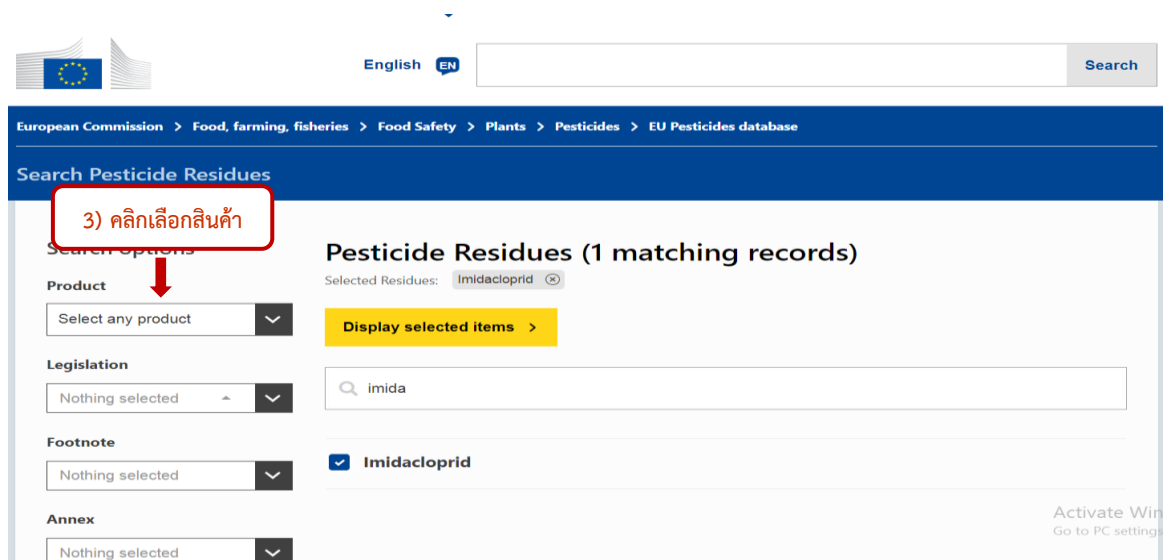 English EN
Search
European Commission > Food, farming, fisheries > Food Safety > Plants > Pesticides > EU Pesticides database
Search Pesticide Residues
3) คลิกเลือกสินค้า
Search options
Product
Select any product
Legislation
Nothing selected
Footnote
Nothing selected
Annex
Nothing selected
Pesticide Residues (1 matching records)
Selected Residues: Imidacloprid
Display selected items >
imida
Imidacloprid
Activate Win
Go to PC settings